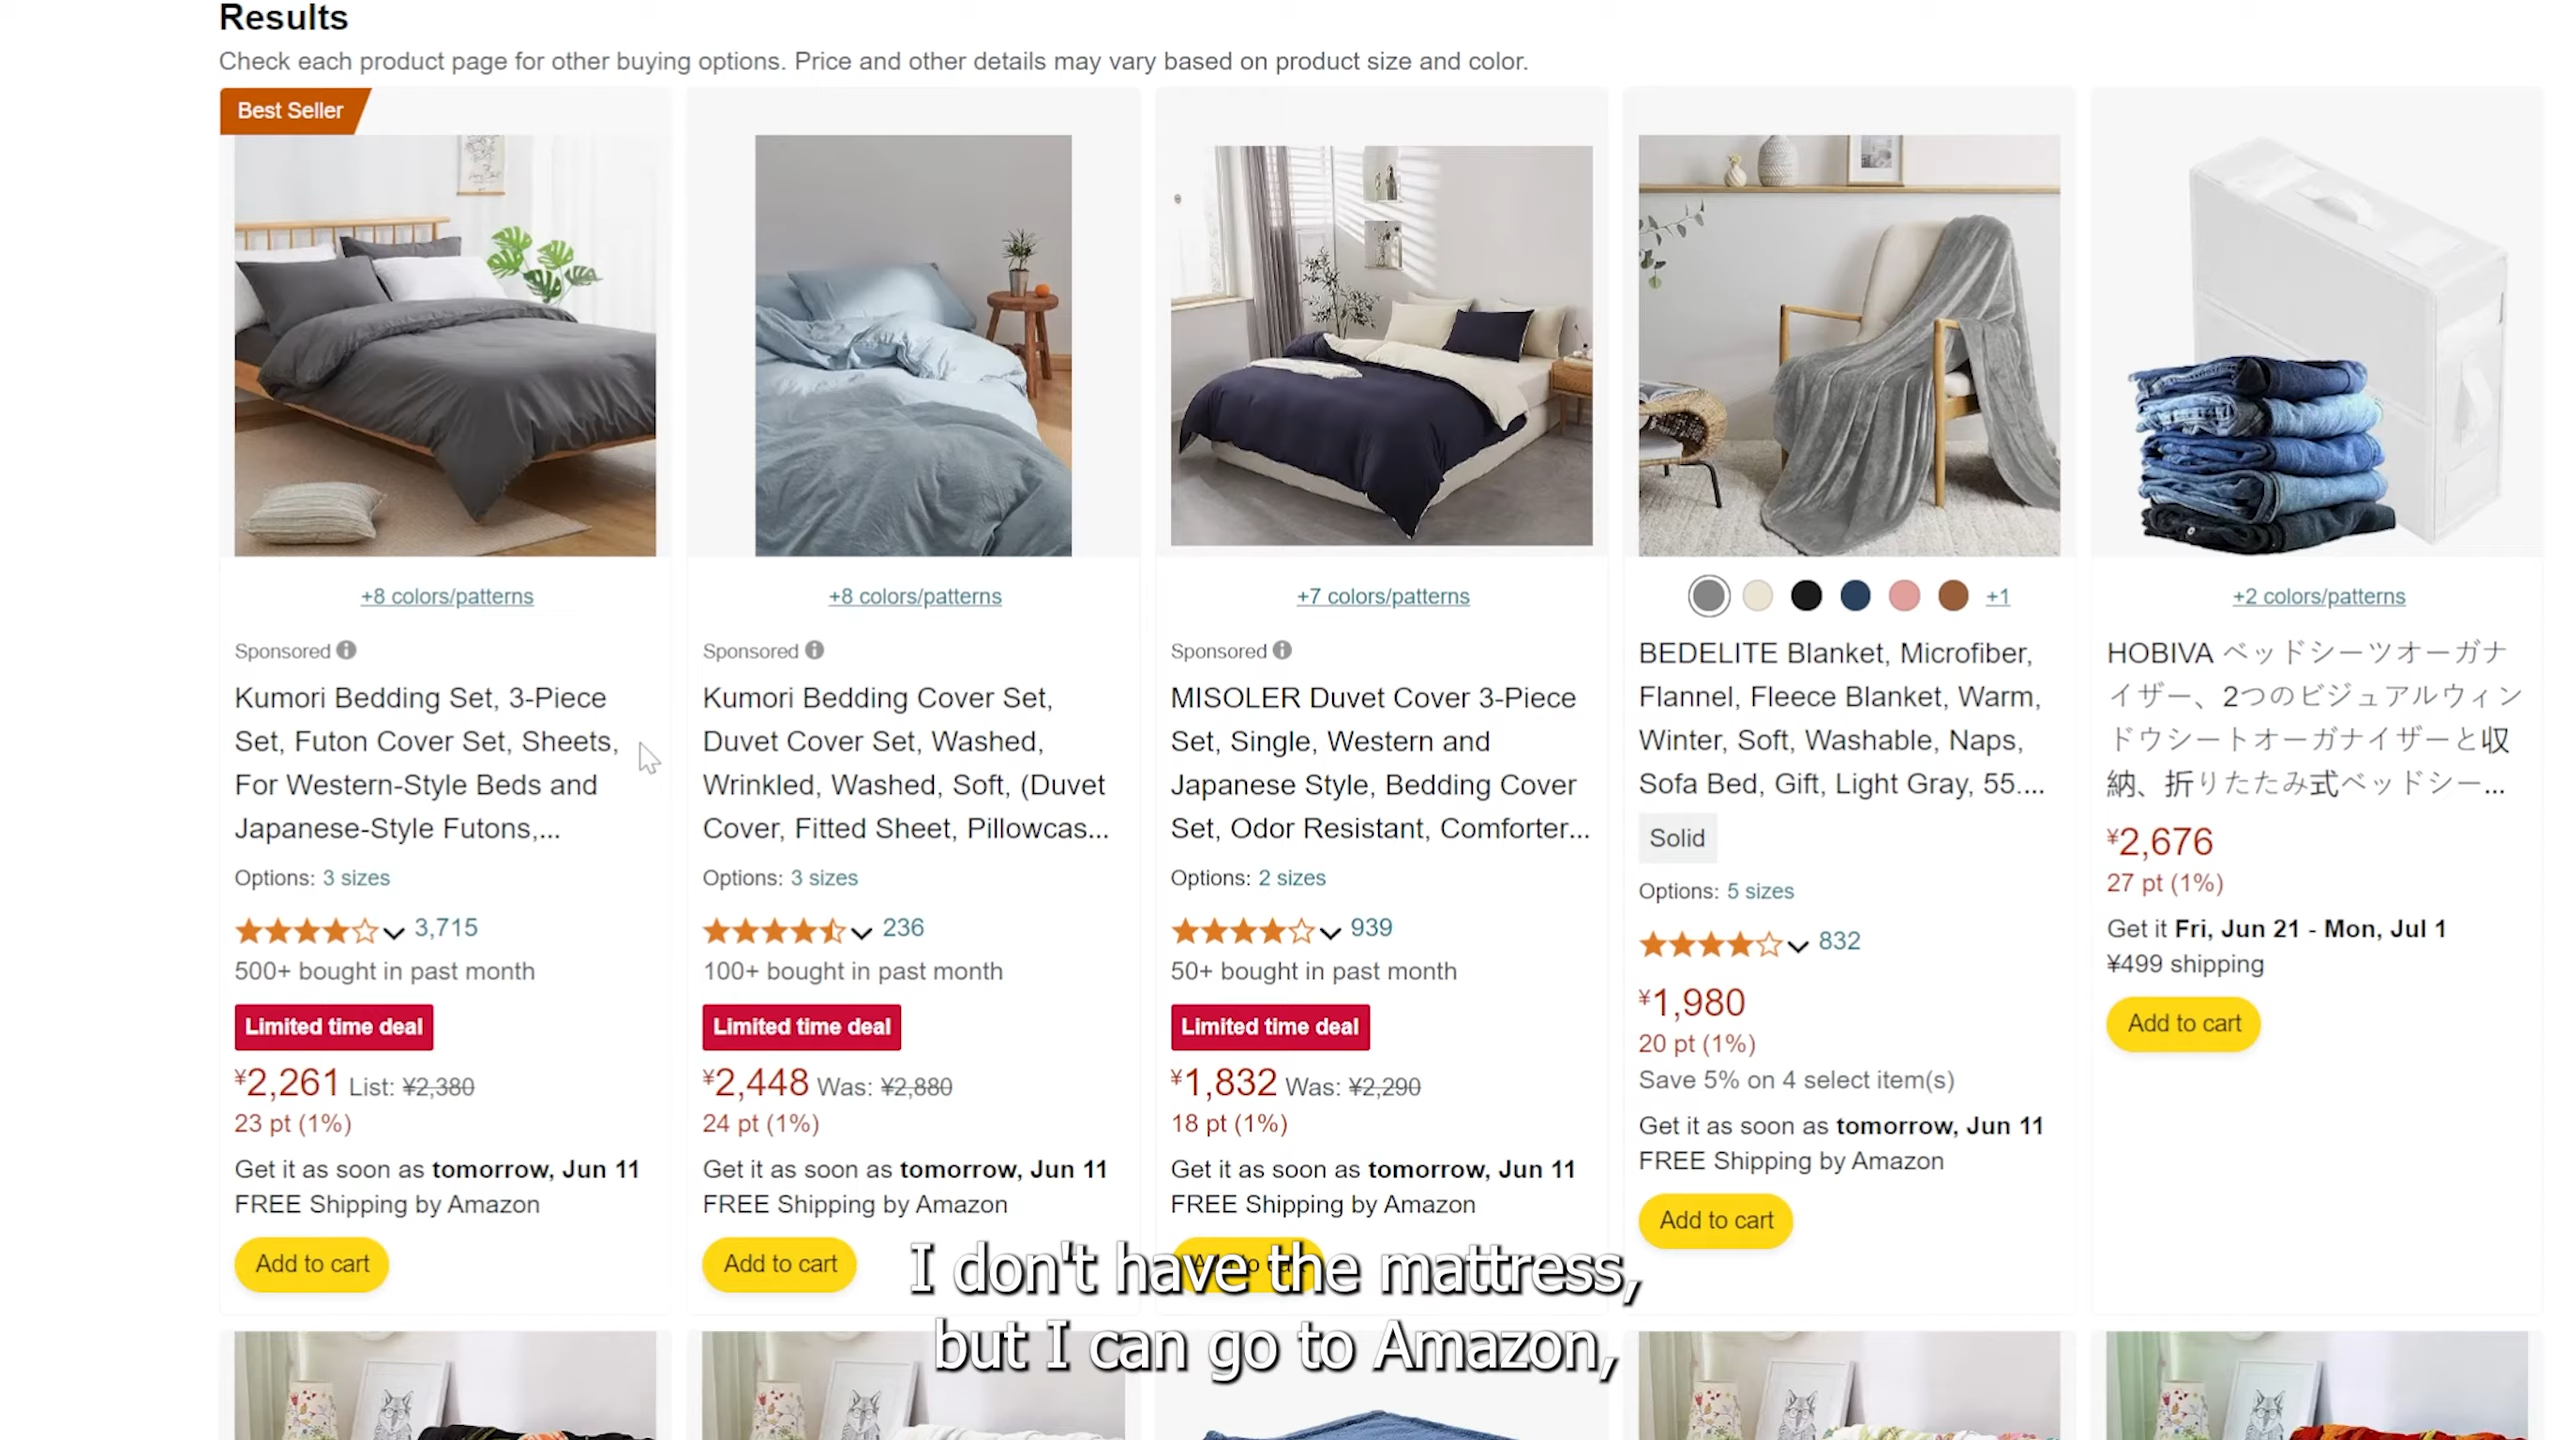 Results
Check each product page for other buying options. Price and other details may vary based on product size and color.
Best Seller
+8 colors/patterns
Sponsored
Kumori Bedding Set, 3-Piece
Set, Futon Cover Set, Sheets,
For Western-Style Beds and
Japanese-Style Futons,...
Options: 3 sizes
3,715
500+ bought in past month
Limited time deal
¥2,261 List: ¥2,380
23 pt (1%)
Get it as soon as tomorrow, Jun 11
FREE Shipping by Amazon
Add to cart
+8 colors/patterns
Sponsored
Kumori Bedding Cover Set,
Duvet Cover Set, Washed,
Wrinkled, Washed, Soft, (Duvet
Cover, Fitted Sheet, Pillowcas...
Options: 3 sizes
236
100+ bought in past month
Limited time deal
¥2,448 Was: ¥2,880
24 pt (1%)
Get it as soon as tomorrow, Jun 11
FREE Shipping by Amazon
Add to cart
+7 colors/patterns
Sponsored
MISOLER Duvet Cover 3-Piece
Set, Single, Western and
Japanese Style, Bedding Cover
Set, Odor Resistant, Comforter...
Options: 2 sizes
939
50+ bought in past month
Limited time deal
¥1,832 Was: ¥2,290
18 pt (1%)
Get it as soon as tomorrow, Jun 11
FREE Shipping by Amazon
+1
BEDELITE Blanket, Microfiber,
Flannel, Fleece Blanket, Warm,
Winter, Soft, Washable, Naps,
Sofa Bed, Gift, Light Gray, 55....
Solid
Options: 5 sizes
832
¥1,980
20 pt (1%)
Save 5% on 4 select item(s)
Get it as soon as tomorrow, Jun 11
FREE Shipping by Amazon
Add to cart
+2 colors/patterns
HOBIVA ベッドシーツオーガナ
イザー、2つのビジュアルウィン
ドウシートオーガナイザーと収
納、折りたたみ式ベッドシー...
¥2,676
27 pt (1%)
Get it Fri, Jun 21 - Mon, Jul 1
¥499 shipping
Add to cart
I don't have the mattress,
but I can go to Amazon,